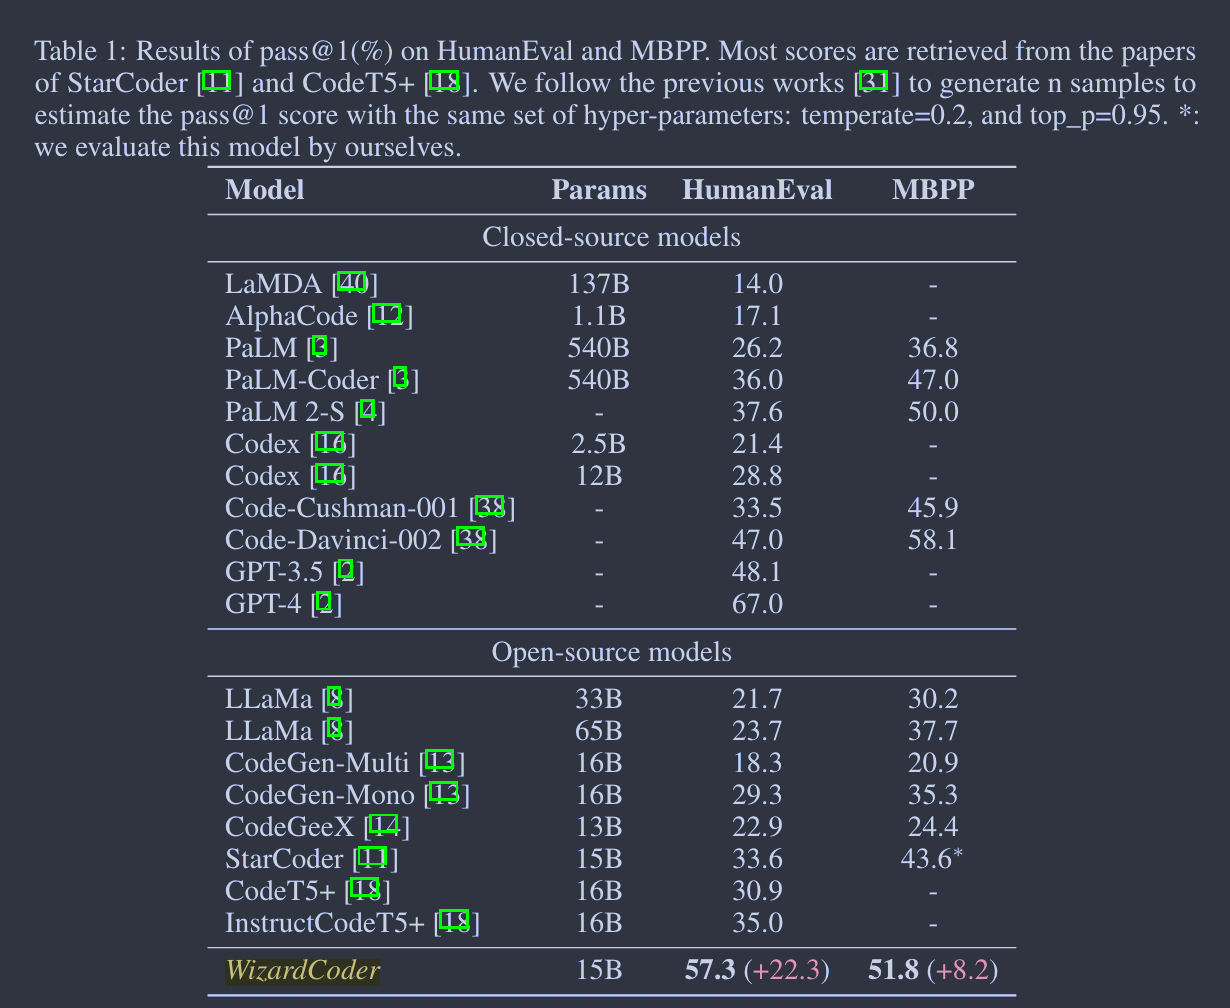 Table 1: Results of pass@1(%) on HumanEval and MBPP. Most scores are retrieved from the papers
of StarCoder [11] and CodeT5+ [18]. We follow the previous works [31] to generate n samples to
estimate the pass@1 score with the same set of hyper-parameters: temperate=0.2, and top_p=0.95. *:
we evaluate this model by ourselves.
Model Params HumanEval MBPP
Closed-source models
LaMDA [40] 137B 14.0 -
AlphaCode [12] 1.1B 17.1 -
PaLM [3] 540B 26.2 36.8
PaLM-Coder [3] 540B 36.0 47.0
PaLM 2-S [4] - 37.6 50.0
Codex [16] 2.5B 21.4 -
Codex [16] 12B 28.8 -
Code-Cushman-001 [38] - 33.5 45.9
Code-Davinci-002 [38] - 47.0 58.1
GPT-3.5 [2] - 48.1 -
GPT-4 [2] - 67.0 -
Open-source models
LLaMa [8] 33B 21.7 30.2
LLaMa [8] 65B 23.7 37.7
CodeGen-Multi [13] 16B 18.3 20.9
CodeGen-Mono [13] 16B 29.3 35.3
CodeGeeX [14] 13B 22.9 24.4
StarCoder [11] 15B 33.6 43.6*
CodeT5+ [18] 16B 30.9 -
InstructCodeT5+ [18] 16B 35.0 -
WizardCoder 15B 57.3 (+22.3) 51.8 (+8.2)